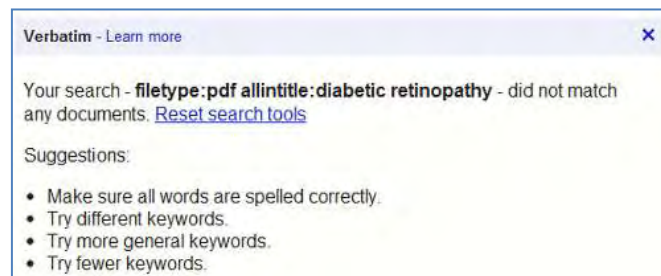 Verbatim - Learn more ×
Your search - filetype:pdf allintitle:diabetic retinopathy - did not match
any documents. Reset search tools
Suggestions:
• Make sure all words are spelled correctly.
• Try different keywords.
• Try more general keywords.
• Try fewer keywords.